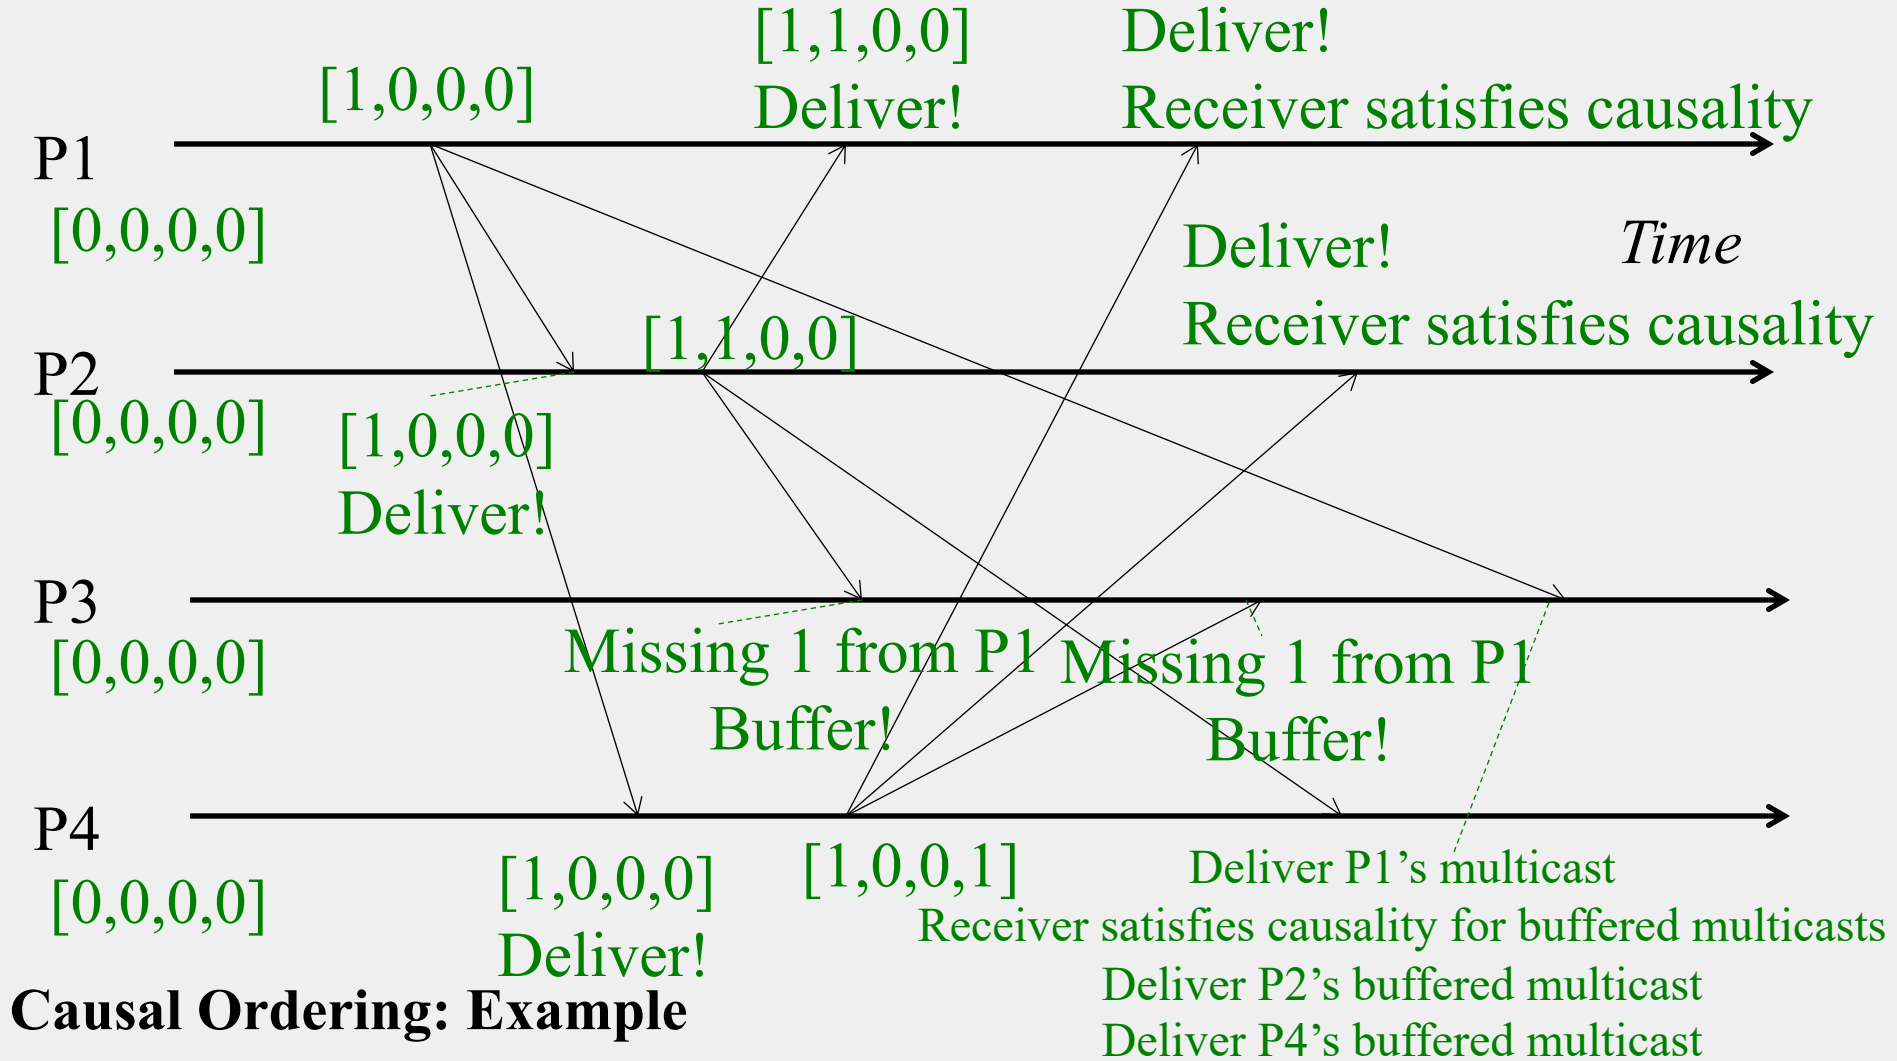 [1,1,0,0]
Deliver!
Deliver!
Receiver satisfies causality
[1,0,0,0]
P1
[0,0,0,0]
Time
Deliver!
Receiver satisfies causality
[1,1,0,0]
P2
[0,0,0,0]
[1,0,0,0]
Deliver!
P3
[0,0,0,0]
Missing 1 from P1
Buffer!
Missing 1 from P1
Buffer!
P4
[0,0,0,0]
[1,0,0,0]
Deliver!
[1,0,0,1]
Deliver P1’s multicast
Receiver satisfies causality for buffered multicasts
Deliver P2’s buffered multicast
Deliver P4’s buffered multicast
Causal Ordering: Example